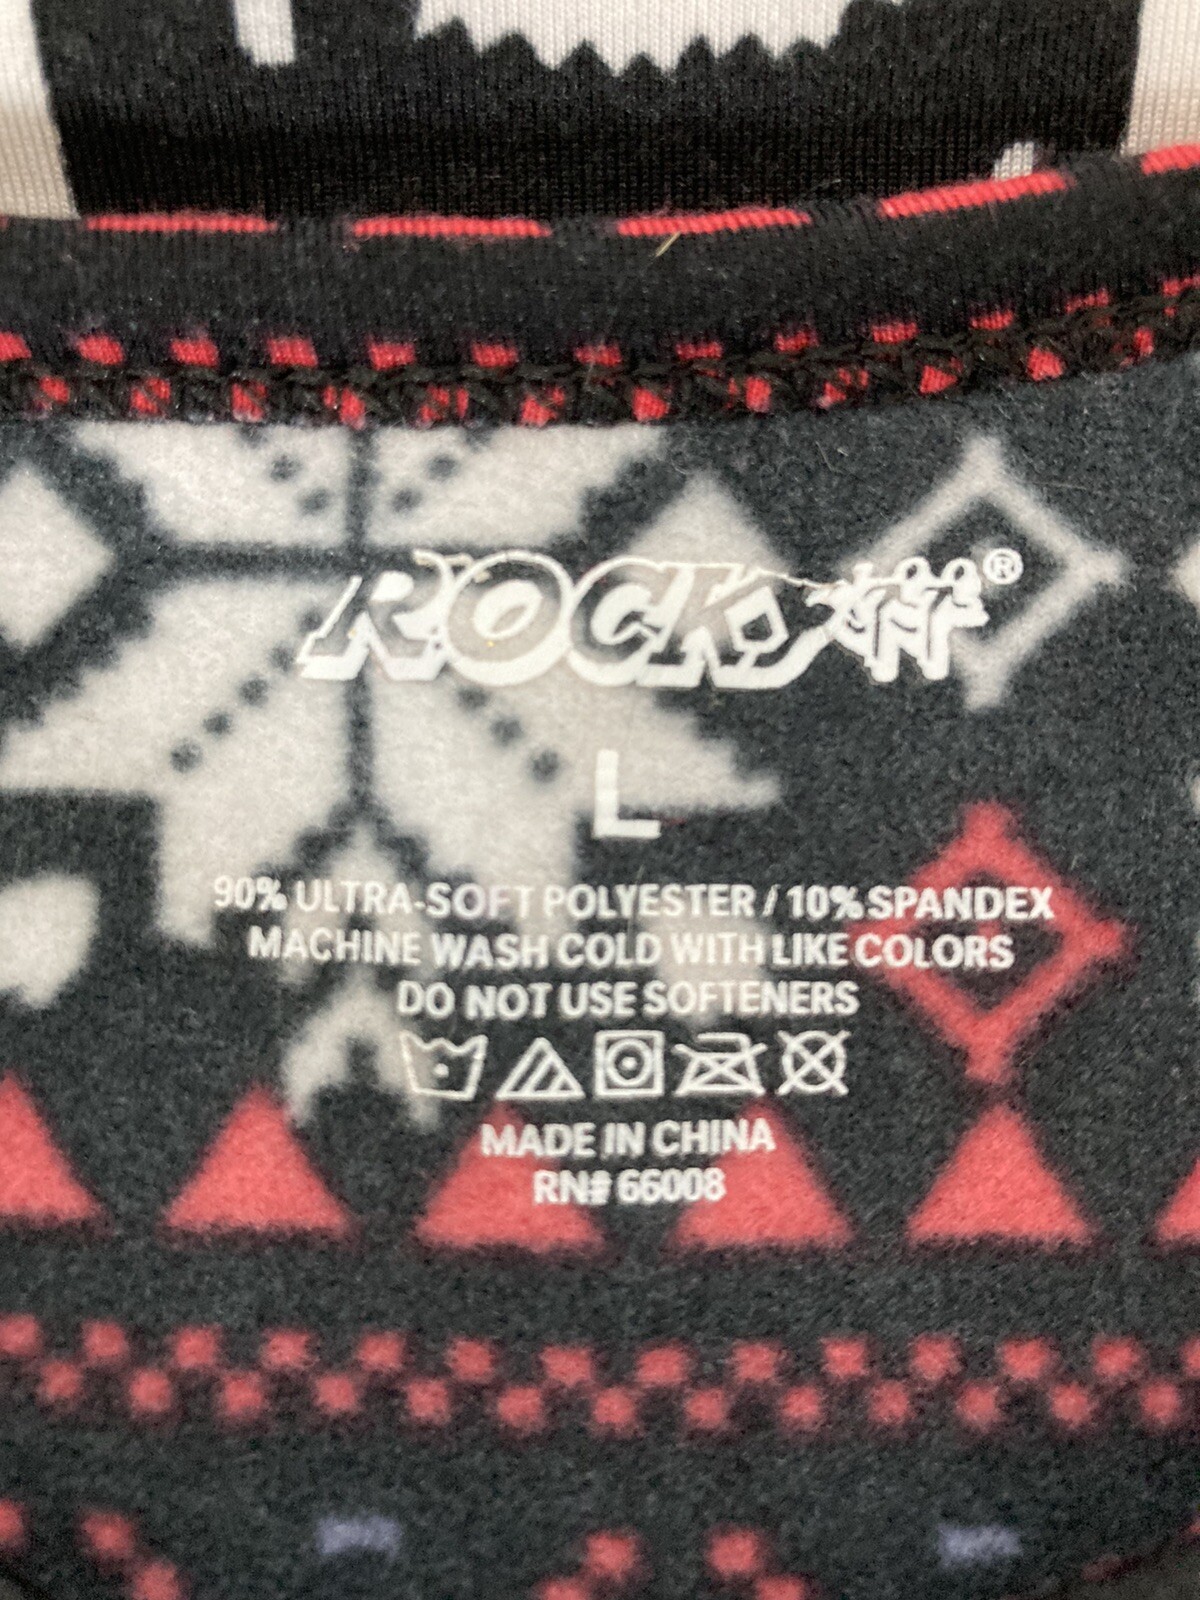 ROCKY®
L
90% ULTRA-SOFT POLYESTER / 10% SPANDEX
MACHINE WASH COLD WITH LIKE COLORS
DO NOT USE SOFTENERS
MADE IN CHINA
RN# 66008